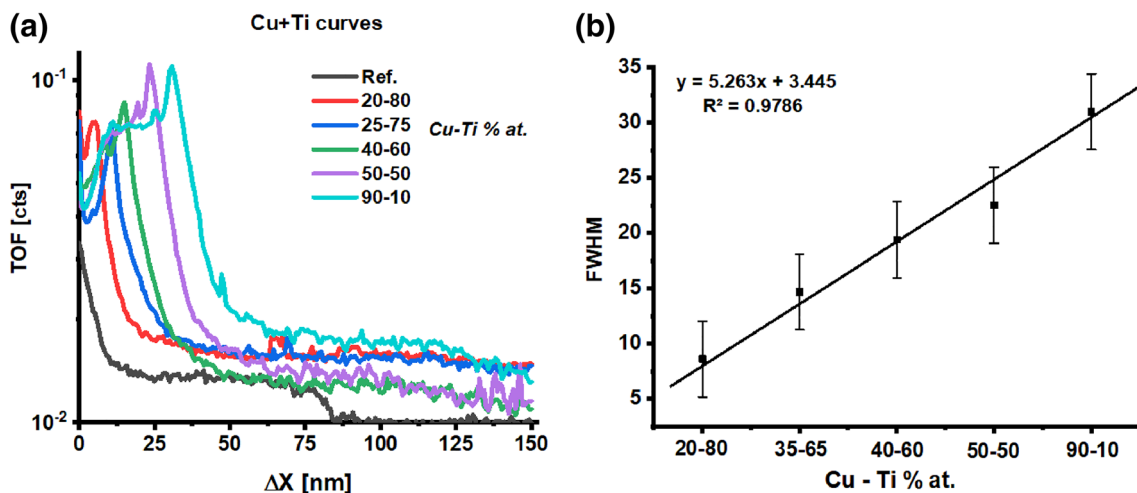 (a)
Cu+Ti curves
Ref.
20-80
25-75
40-60
50-50
90-10
Cu-Ti % at.
TOF [cts]
10⁻¹
10⁻²
0 25 50 75 100 125 150
ΔX [nm]
(b)
y = 5.263x + 3.445
R² = 0.9786
FWHM
35
30
25
20
15
10
5
20-80 35-65 40-60 50-50 90-10
Cu - Ti % at.